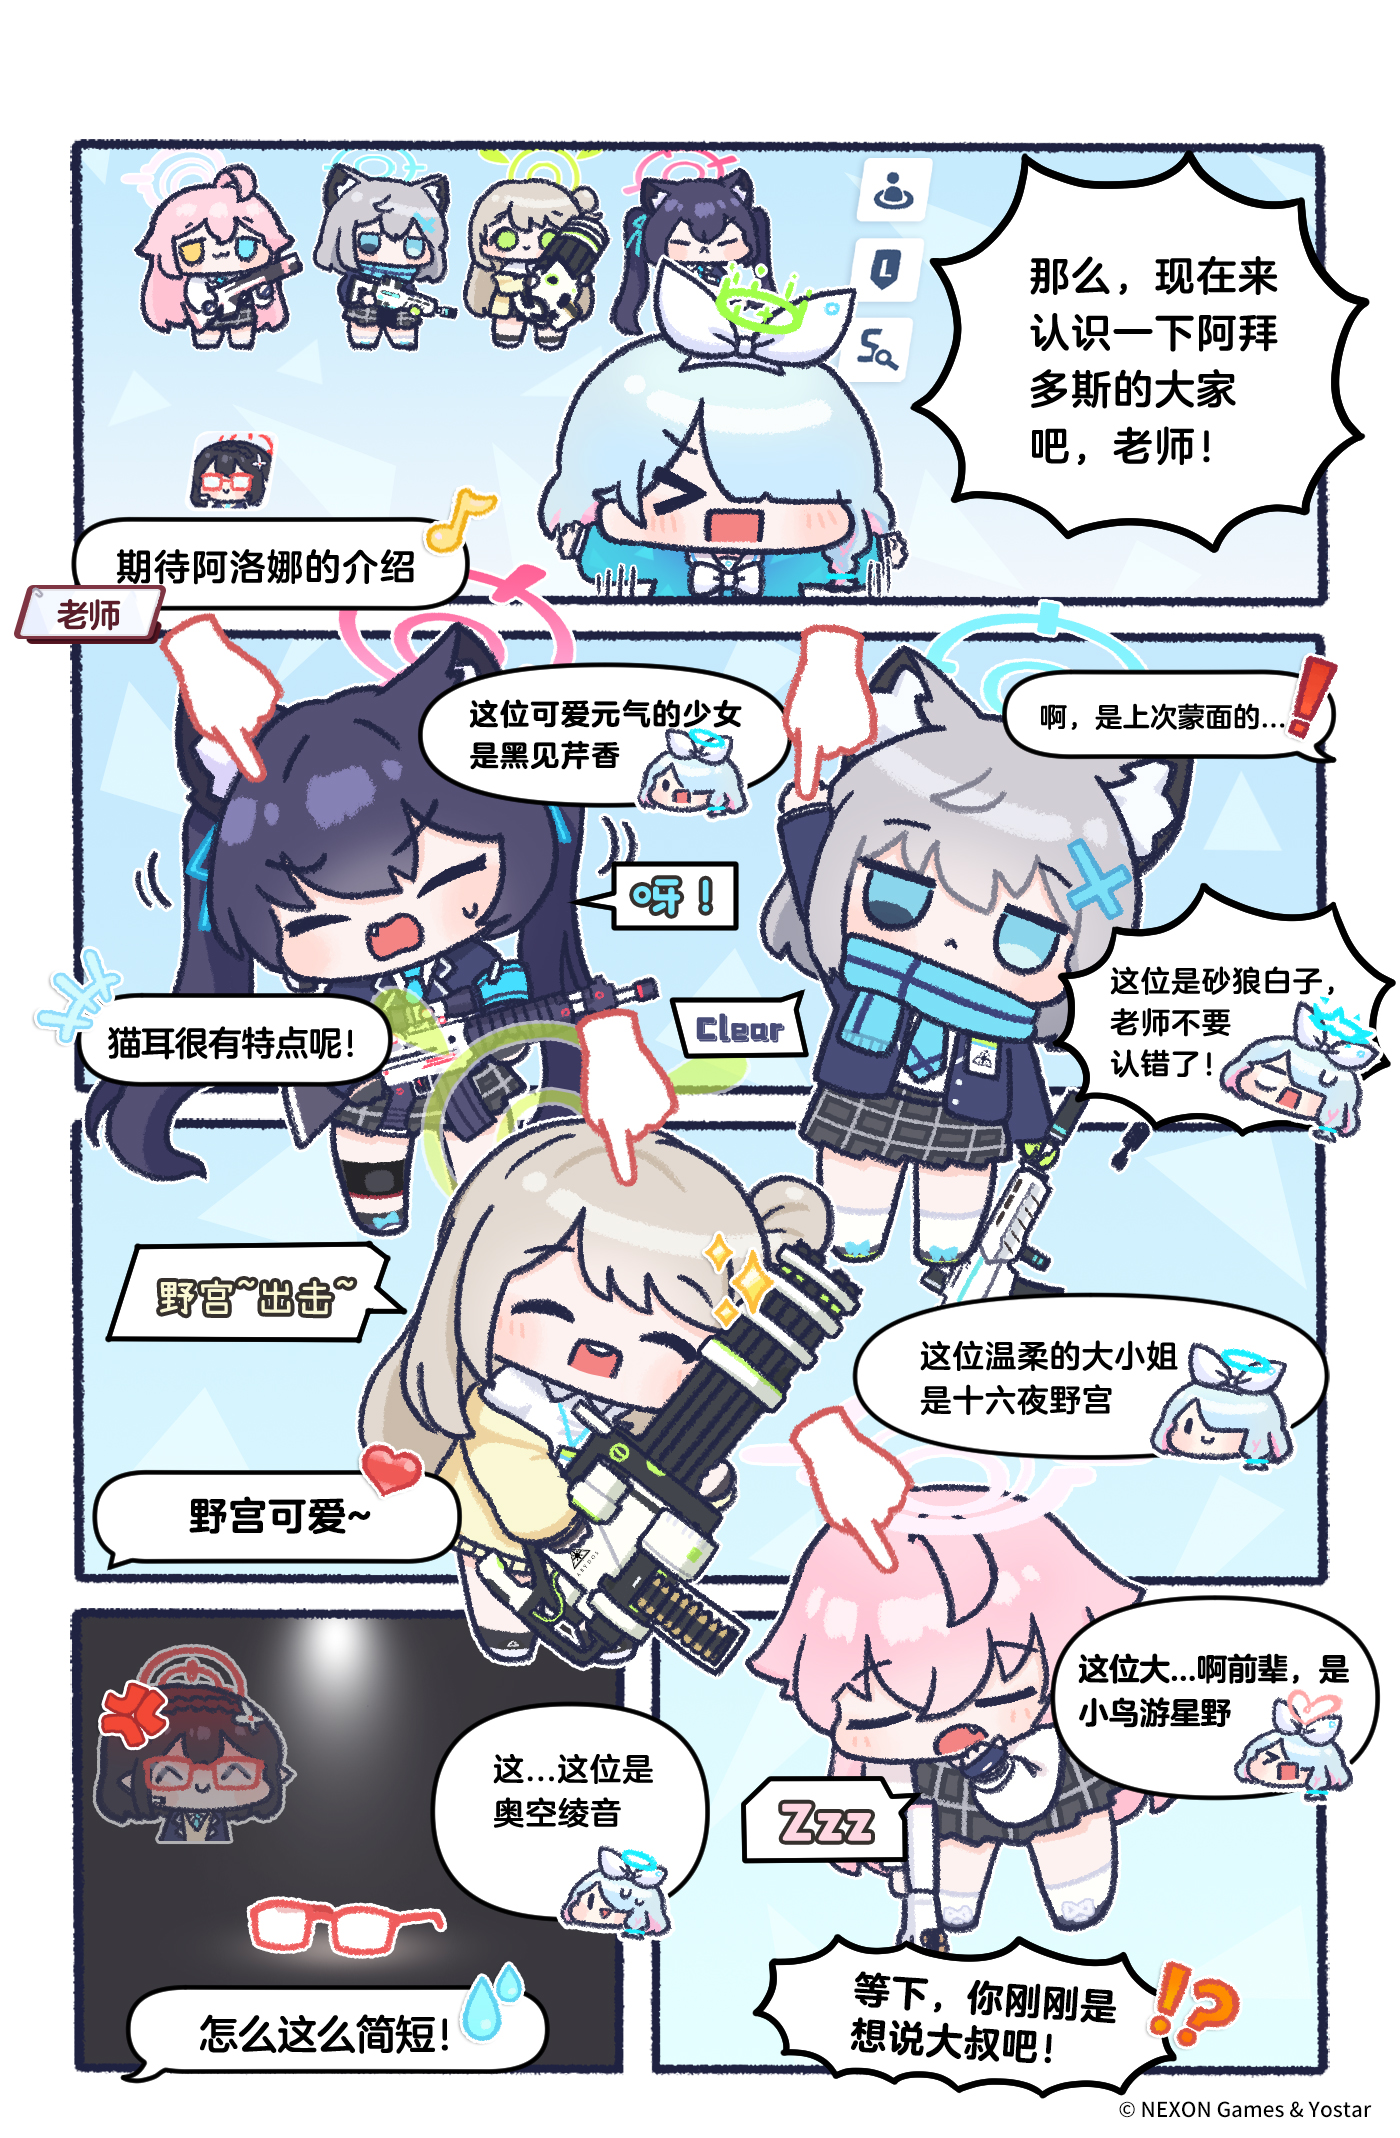 那么，现在来
认识一下阿拜
多斯的大家
吧，老师！
期待阿洛娜的介绍
老师
这位可爱元气的少女
是黑见芹香
啊，是上次蒙面的...
呀！
猫耳很有特点呢！
Clear
这位是砂狼白子，
老师不要
认错了！
野宫~出击~
这位温柔的大小姐
是十六夜野宫
野宫可爱~
ABYDOS
这位大...啊前辈，是
小鸟游星野
这...这位是
奥空绫音
Zzz
怎么这么简短！
等下，你刚刚是
想说大叔吧！
© NEXON Games & Yostar